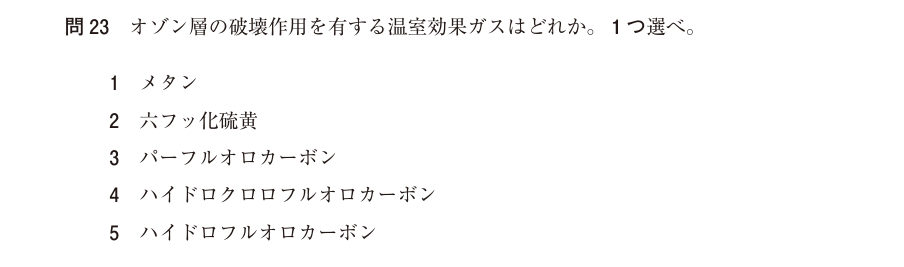 問 23　オゾン層の破壊作用を有する温室効果ガスはどれか。1つ選べ。
1　メタン
2　六フッ化硫黄
3　パーフルオロカーボン
4　ハイドロクロロフルオロカーボン
5　ハイドロフルオロカーボン